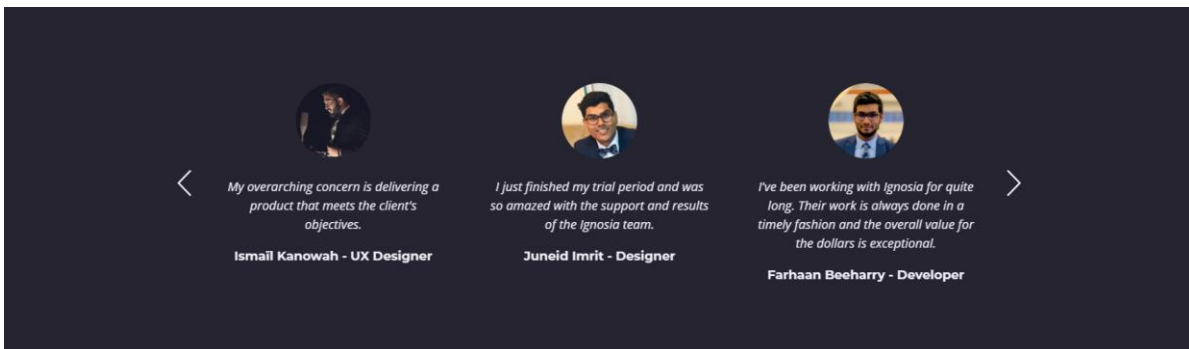 My overarching concern is delivering a
product that meets the client's
objectives.
Ismaïl Kanowah - UX Designer
I just finished my trial period and was
so amazed with the support and results
of the Ignosia team.
Juneid Imrit - Designer
I've been working with Ignosia for quite
long. Their work is always done in a
timely fashion and the overall value for
the dollars is exceptional.
Farhaan Beeharry - Developer